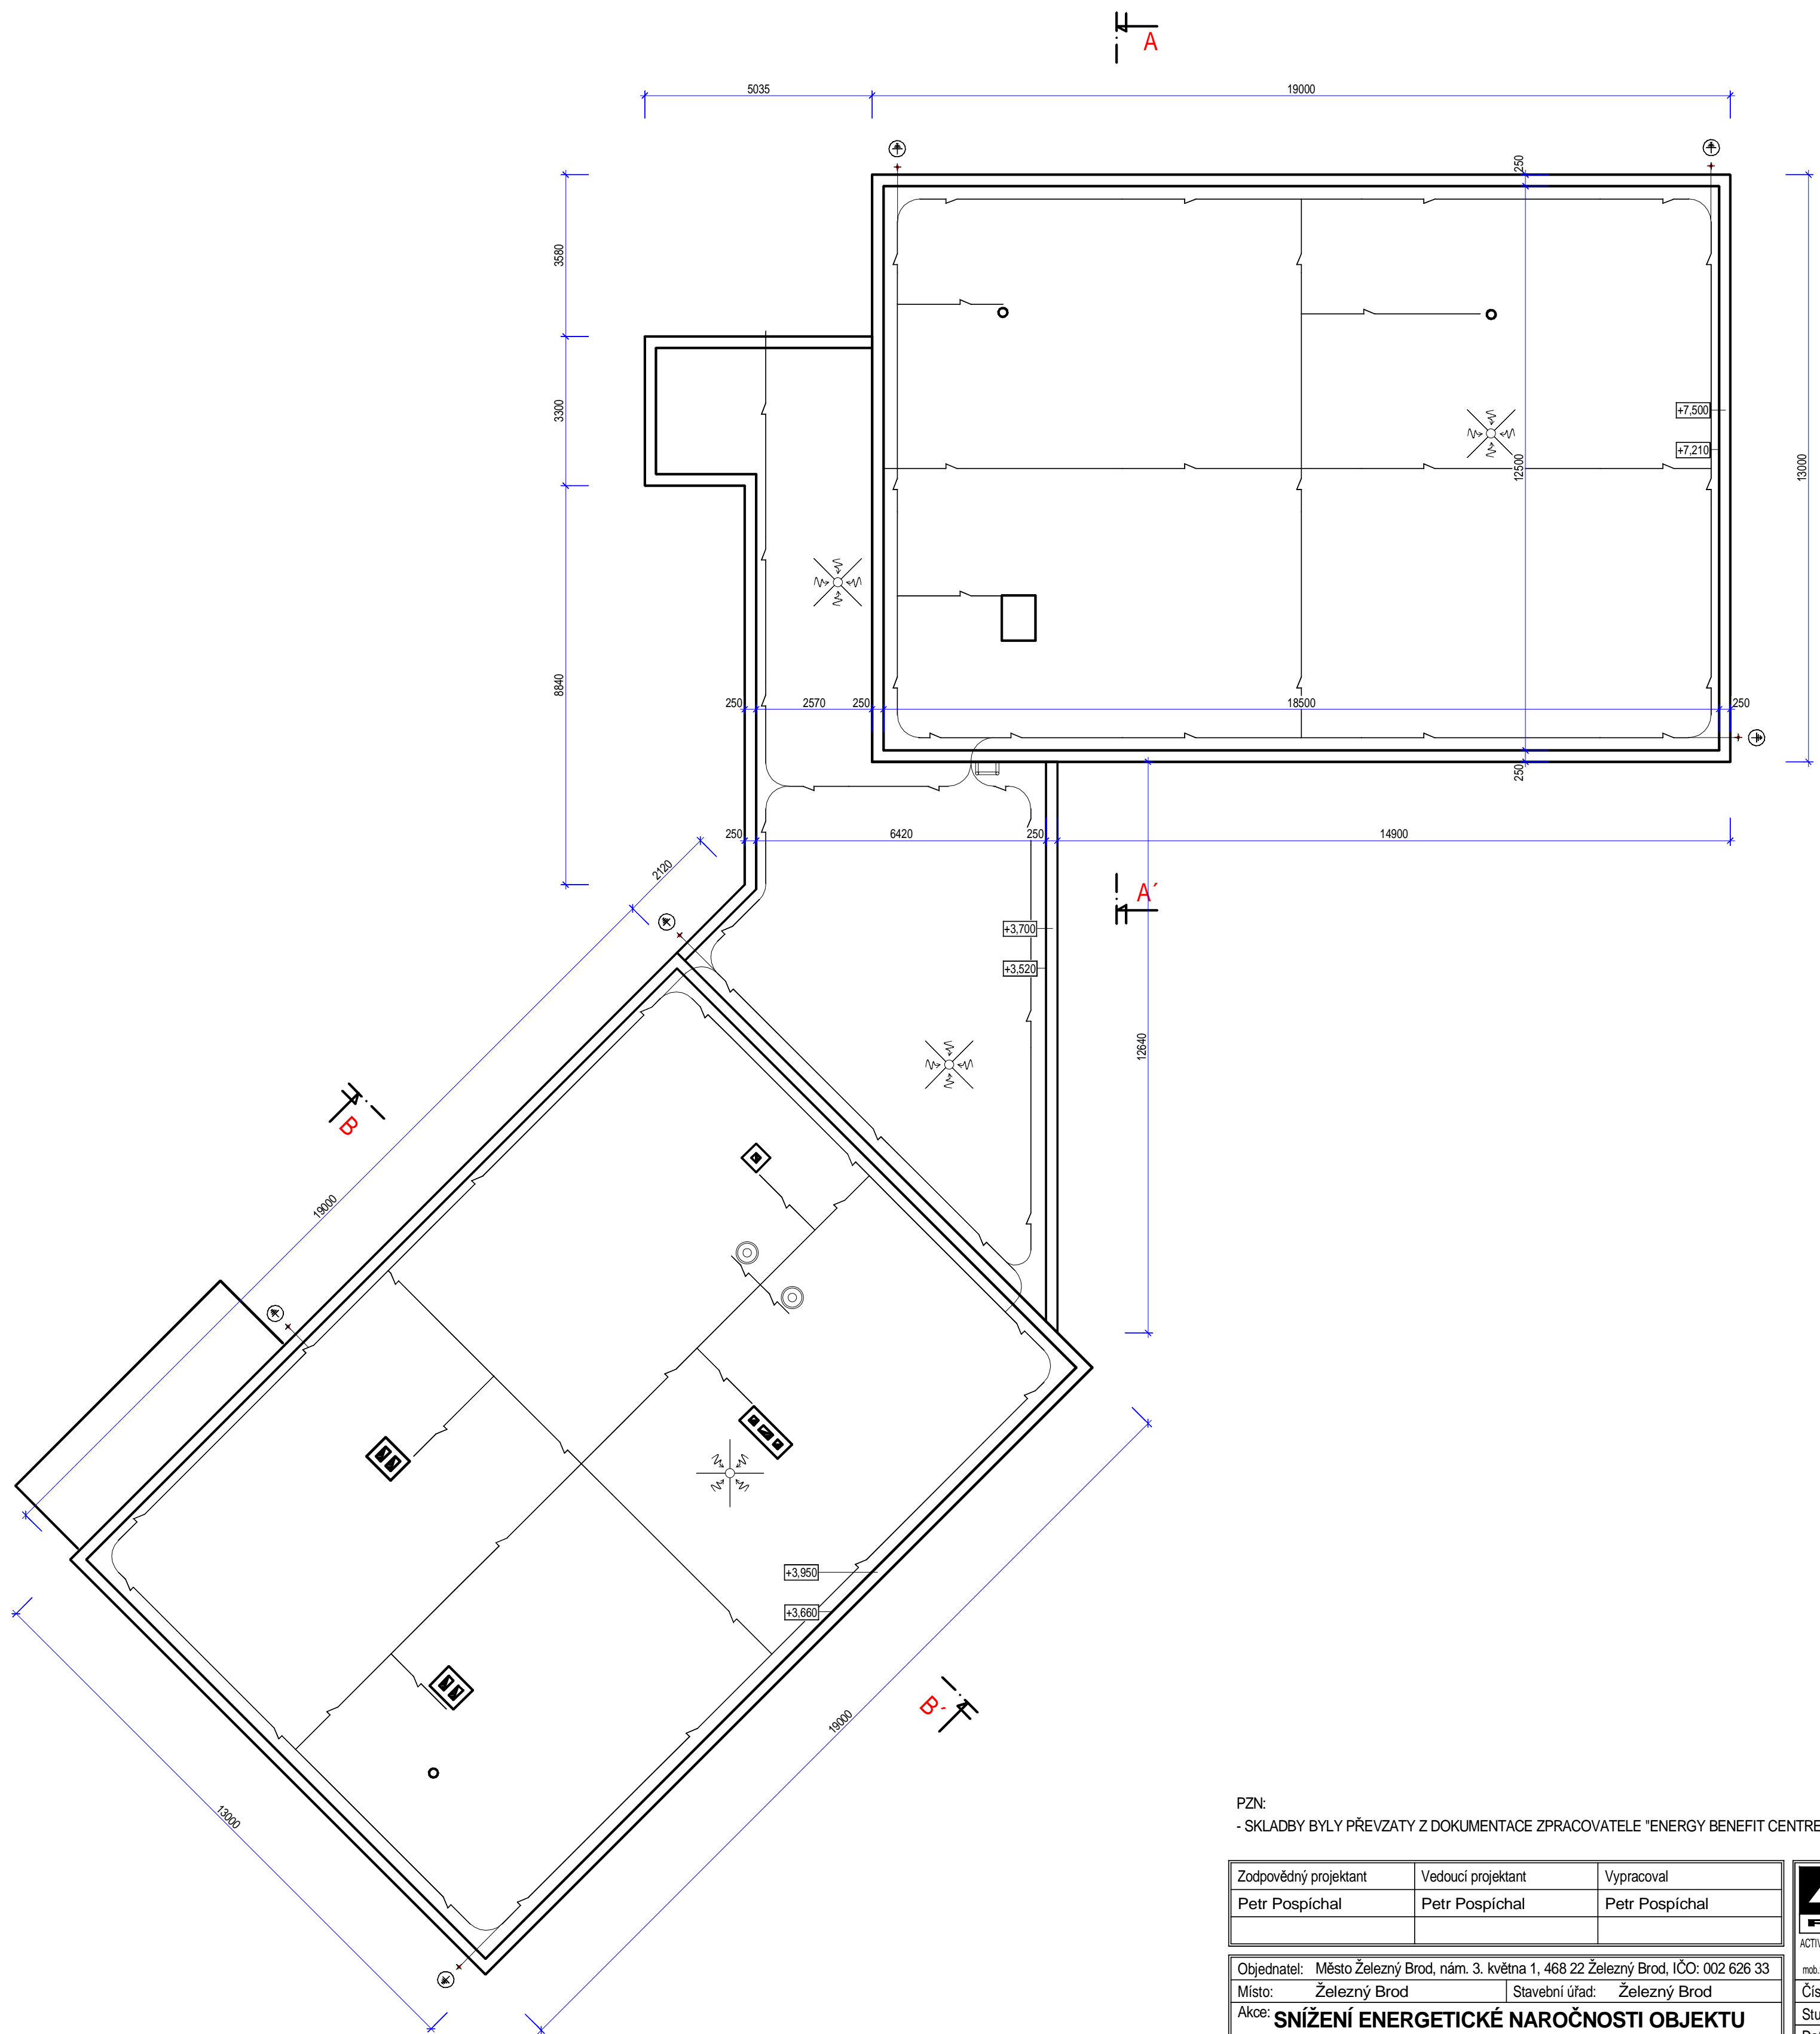 A
5035
19000
250
3580
3300
+7,500
+7,210
12500
13000
8840
250
2570
250
18500
250
250
250
6420
250
14900
2120
A´
+3,700
+3,520
12640
B
19000
+3,950
+3,660
B´
19000
13000
PZN:
- SKLADBY BYLY PŘEVZATY Z DOKUMENTACE ZPRACOVATELE "ENERGY BENEFIT CENTRE
Zodpovědný projektant Vedoucí projektant Vypracoval
Petr Pospíchal Petr Pospíchal Petr Pospíchal
ACTIV
mob.
Objednatel: Město Železný Brod, nám. 3. května 1, 468 22 Železný Brod, IČO: 002 626 33
Místo: Železný Brod Stavební úřad: Železný Brod
Čís
Akce: SNÍŽENÍ ENERGETICKÉ NAROČNOSTI OBJEKTU
Stu